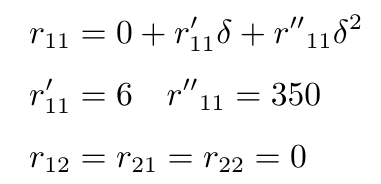 r₁₁ = 0 + r′₁₁δ + r″₁₁δ²
r′₁₁ = 6 r″₁₁ = 350
r₁₂ = r₂₁ = r₂₂ = 0